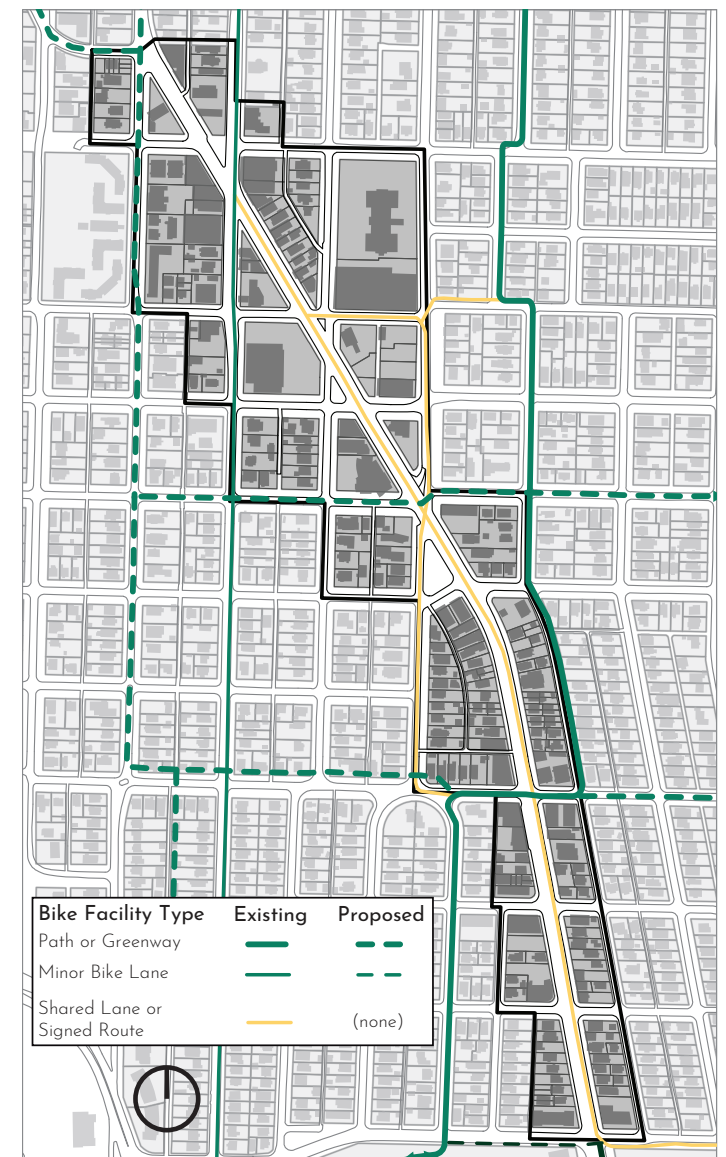 Bike Facility Type Existing Proposed
Path or Greenway
Minor Bike Lane
Shared Lane or
Signed Route (none)